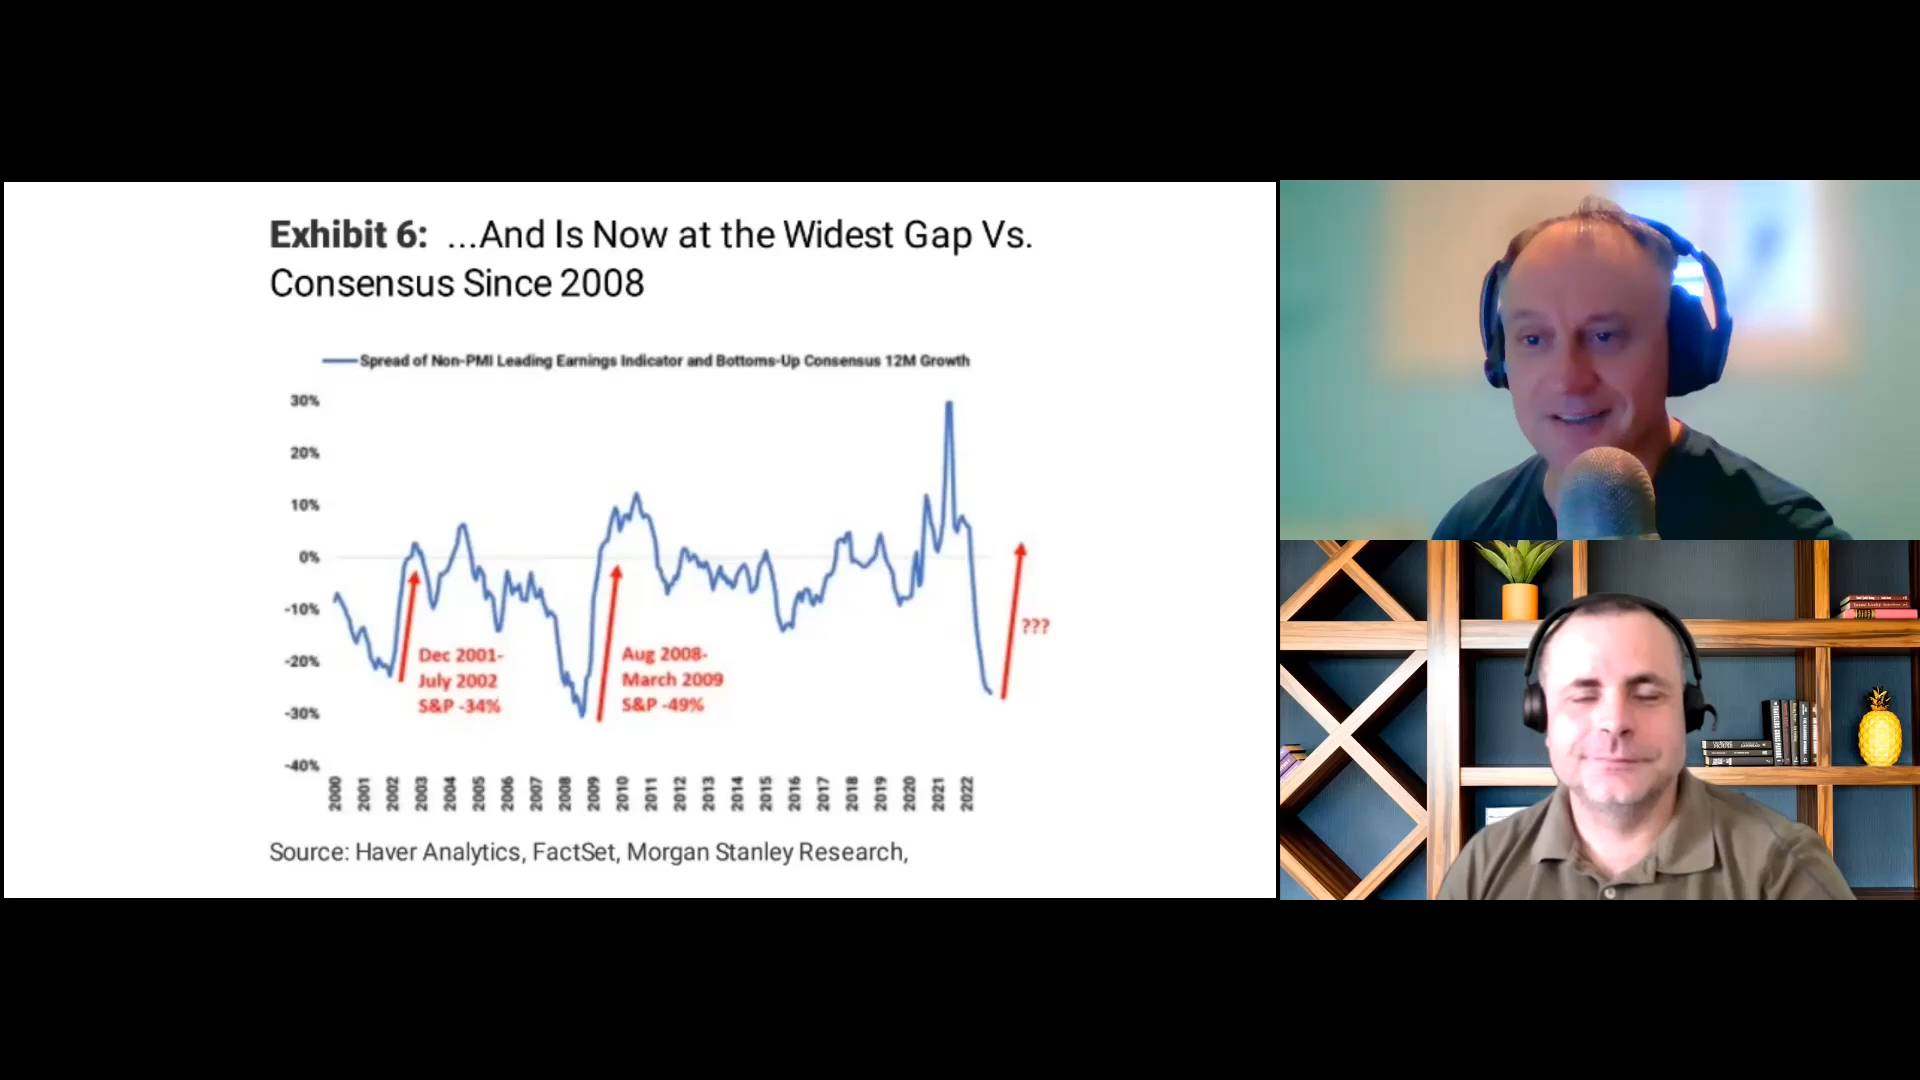 Exhibit 6: ...And Is Now at the Widest Gap Vs.
Consensus Since 2008
Spread of Non-PMI Leading Earnings Indicator and Bottoms-Up Consensus 12M Growth
30%
20%
10%
0%
-10%
-20%
-30%
-40%
Dec 2001-
July 2002
S&P -34%
Aug 2008-
March 2009
S&P -49%
???
2000 2001 2002 2003 2004 2005 2006 2007 2008 2009 2010 2011 2012 2013 2014 2015 2016 2017 2018 2019 2020 2021 2022
Source: Haver Analytics, FactSet, Morgan Stanley Research,